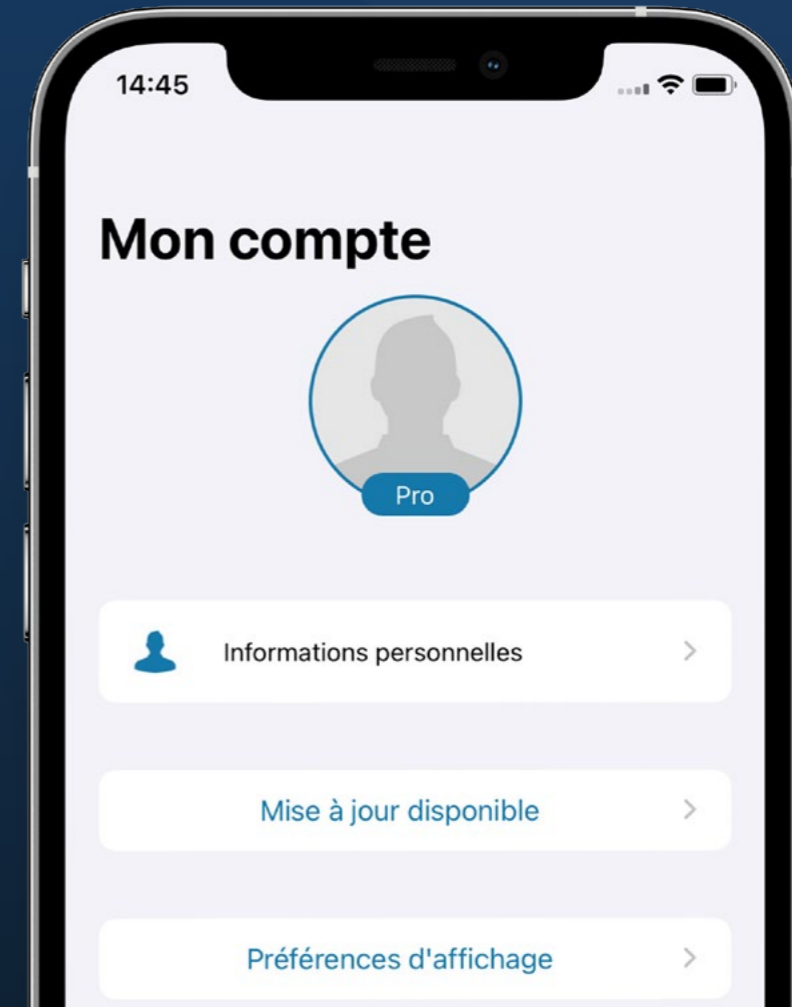 14:45
Mon compte
Pro
Informations personnelles
Mise à jour disponible
Préférences d'affichage